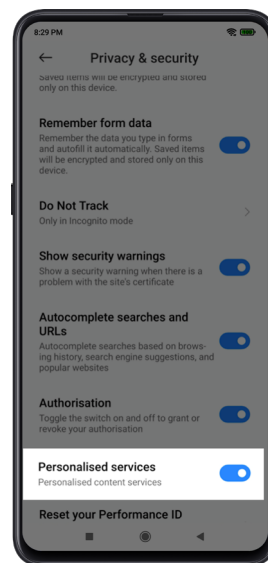 8:29 PM
100
Privacy & security
Saved items will be encrypted and stored
only on this device.
Remember form data
Remember the data you type in forms
and autofill it automatically. Saved items
will be encrypted and stored only on this
device.
Do Not Track
Only in Incognito mode
Show security warnings
Show a security warning when there is a
problem with the site's certificate
Autocomplete searches and
URLs
Autocomplete searches based on brows-
ing history, search engine suggestions, and
popular websites
Authorisation
Toggle the switch on and off to grant or
revoke your authorisation
Personalised services
Personalised content services
Reset your Performance ID